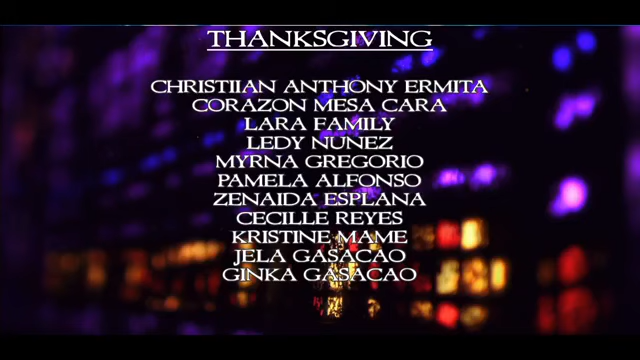 THANKSGIVING
CHRISTIIAN ANTHONY ERMITA
CORAZON MESA CARA
LARA FAMILY
LEDY NUNEZ
MYRNA GREGORIO
PAMELA ALFONSO
ZENAIDA ESPLANA
CECILLE REYES
KRISTINE MAME
JELA GASACAO
GINKA GASACAO